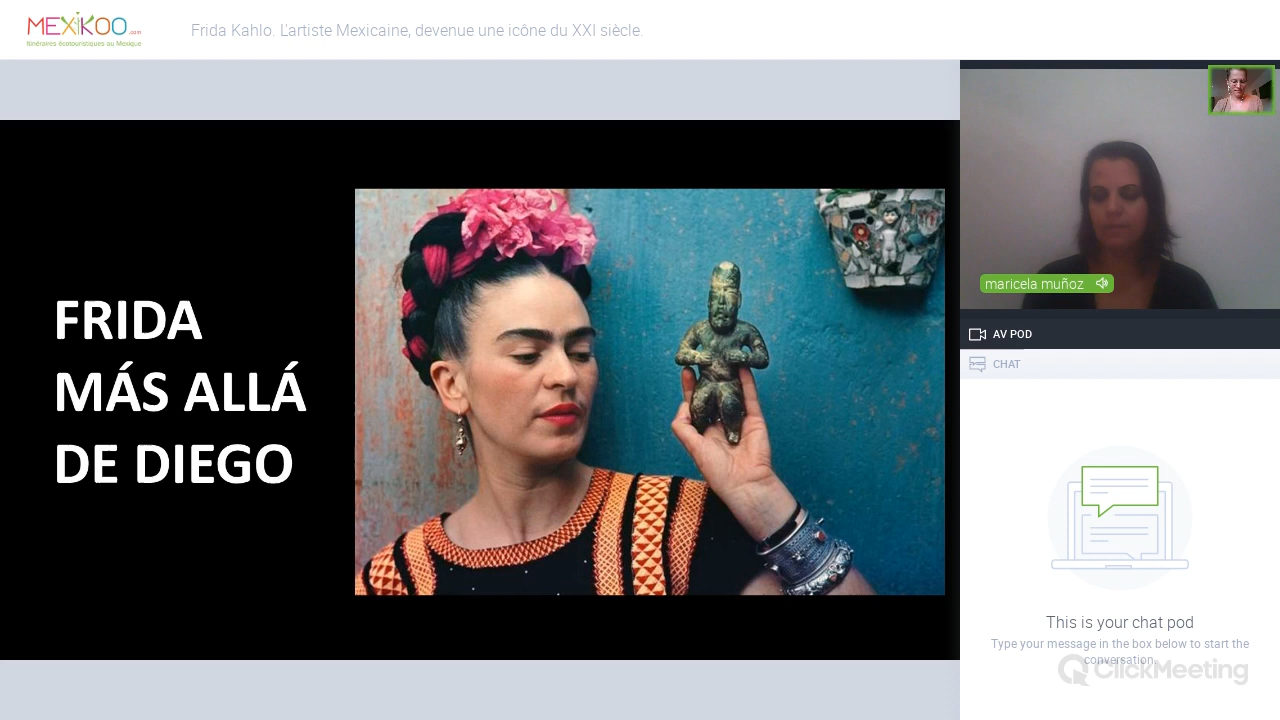 MEXIKOO.com
Itinéraires écotouristiques au Mexique
Frida Kahlo. L'artiste Mexicaine, devenue une icône du XXI siècle.
FRIDA
MÁS ALLÁ
DE DIEGO
maricela muñoz
AV POD
CHAT
This is your chat pod
Type your message in the box below to start the
conversation.
ClickMeeting